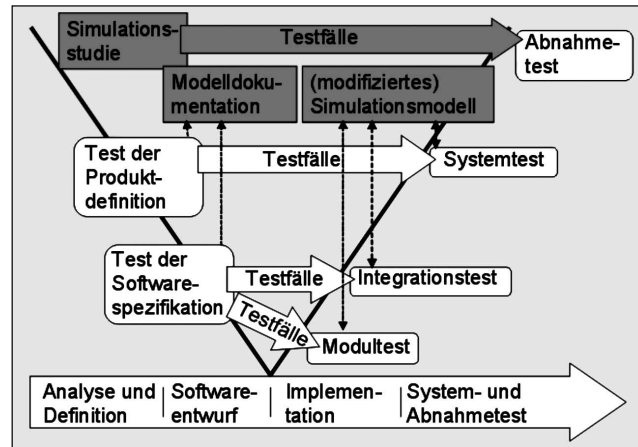 Simulations-
studie
Testfälle
Abnahme-
test
Modelldoku-
mentation
(modifiziertes)
Simulationsmodell
Test der
Produkt-
definition
Testfälle
Systemtest
Test der
Software-
spezifikation
Testfälle
Integrationstest
Testfälle
Modultest
Analyse und
Definition
Software-
entwurf
Implemen-
tation
System- und
Abnahmetest